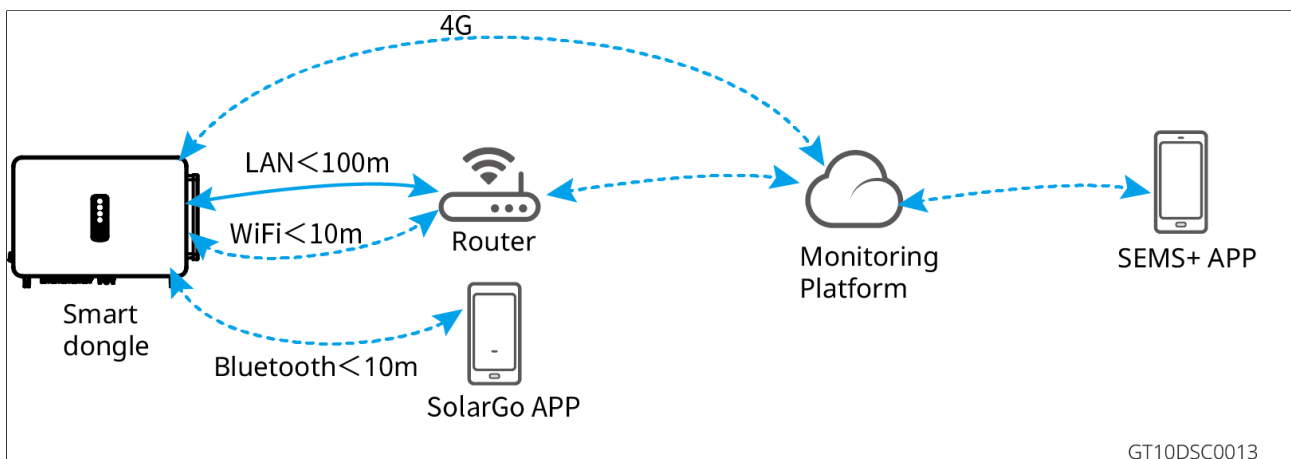 4G
LAN<100m
WiFi<10m
Router
Monitoring
Platform
SEMS+ APP
Smart
dongle
Bluetooth<10m
SolarGo APP
GT10DSC0013